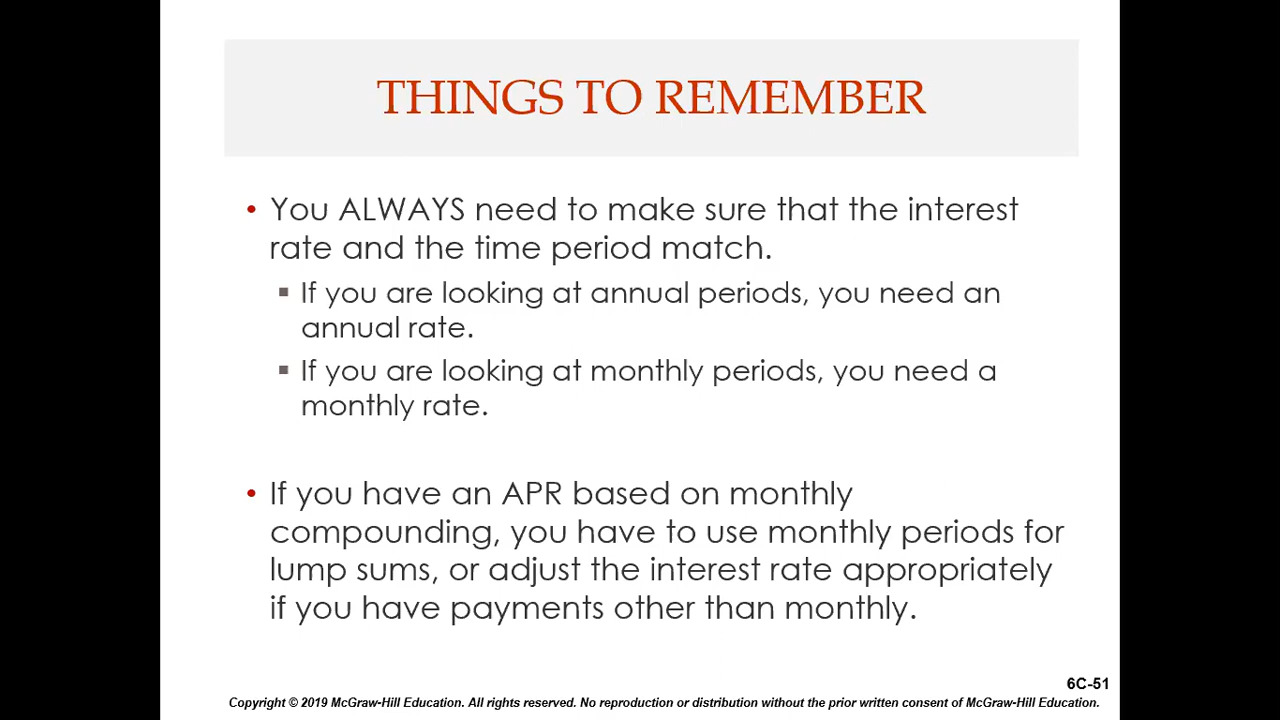 THINGS TO REMEMBER
• You ALWAYS need to make sure that the interest
rate and the time period match.
▪ If you are looking at annual periods, you need an
annual rate.
▪ If you are looking at monthly periods, you need a
monthly rate.
• If you have an APR based on monthly
compounding, you have to use monthly periods for
lump sums, or adjust the interest rate appropriately
if you have payments other than monthly.
6C-51
Copyright © 2019 McGraw-Hill Education. All rights reserved. No reproduction or distribution without the prior written consent of McGraw-Hill Education.